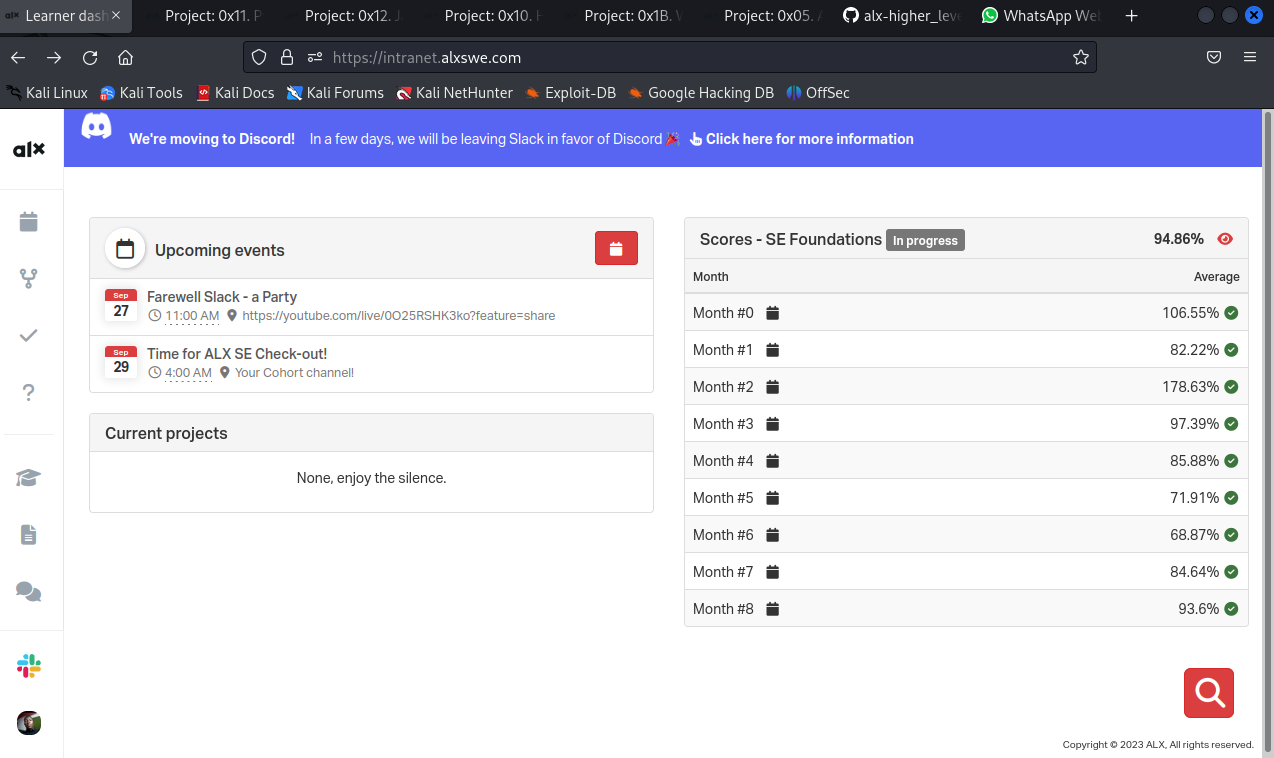 alx Learner dash
Project: 0x11. P
Project: 0x12. J
Project: 0x10. H
Project: 0x1B. W
Project: 0x05. A
alx-higher_leve
WhatsApp Web
https://intranet.alxswe.com
Kali Linux Kali Tools Kali Docs Kali Forums Kali NetHunter Exploit-DB Google Hacking DB OffSec
alx
We're moving to Discord! In a few days, we will be leaving Slack in favor of Discord 🎉 Click here for more information
Upcoming events
Sep
27
Farewell Slack - a Party
11:00 AM https://youtube.com/live/0O25RSHK3ko?feature=share
Sep
29
Time for ALX SE Check-out!
4:00 AM Your Cohort channel!
Current projects
None, enjoy the silence.
Scores - SE Foundations In progress 94.86%
Month Average
Month #0 106.55%
Month #1 82.22%
Month #2 178.63%
Month #3 97.39%
Month #4 85.88%
Month #5 71.91%
Month #6 68.87%
Month #7 84.64%
Month #8 93.6%
Copyright © 2023 ALX, All rights reserved.